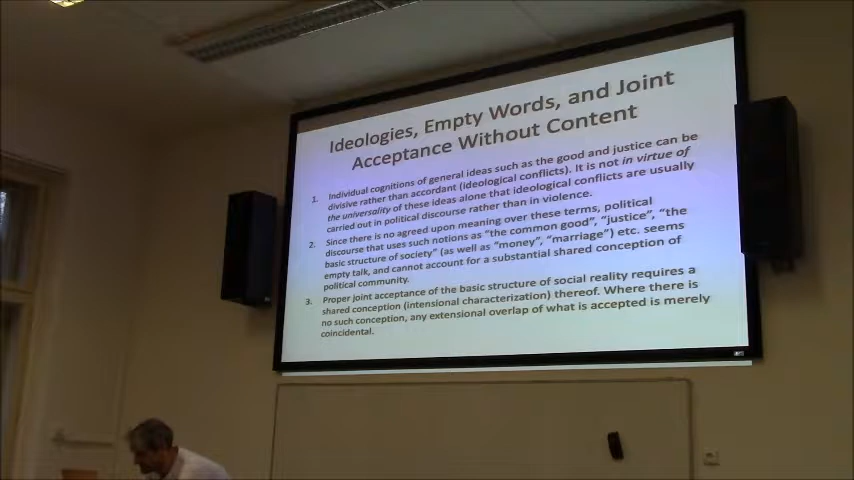 Ideologies, Empty Words, and Joint
Acceptance Without Content
1. Individual cognitions of general ideas such as the good and justice can be
divisive rather than accordant (ideological conflicts). It is not in virtue of
the universality of these ideas alone that ideological conflicts are usually
carried out in political discourse rather than in violence.
2. Since there is no agreed upon meaning over these terms, political
discourse that uses such notions as "the common good", "justice", "the
basic structure of society" (as well as "money", "marriage") etc. seems
empty talk, and cannot account for a substantial shared conception of
political community.
3. Proper joint acceptance of the basic structure of social reality requires a
shared conception (intensional characterization) thereof. Where there is
no such conception, any extensional overlap of what is accepted is merely
coincidental.